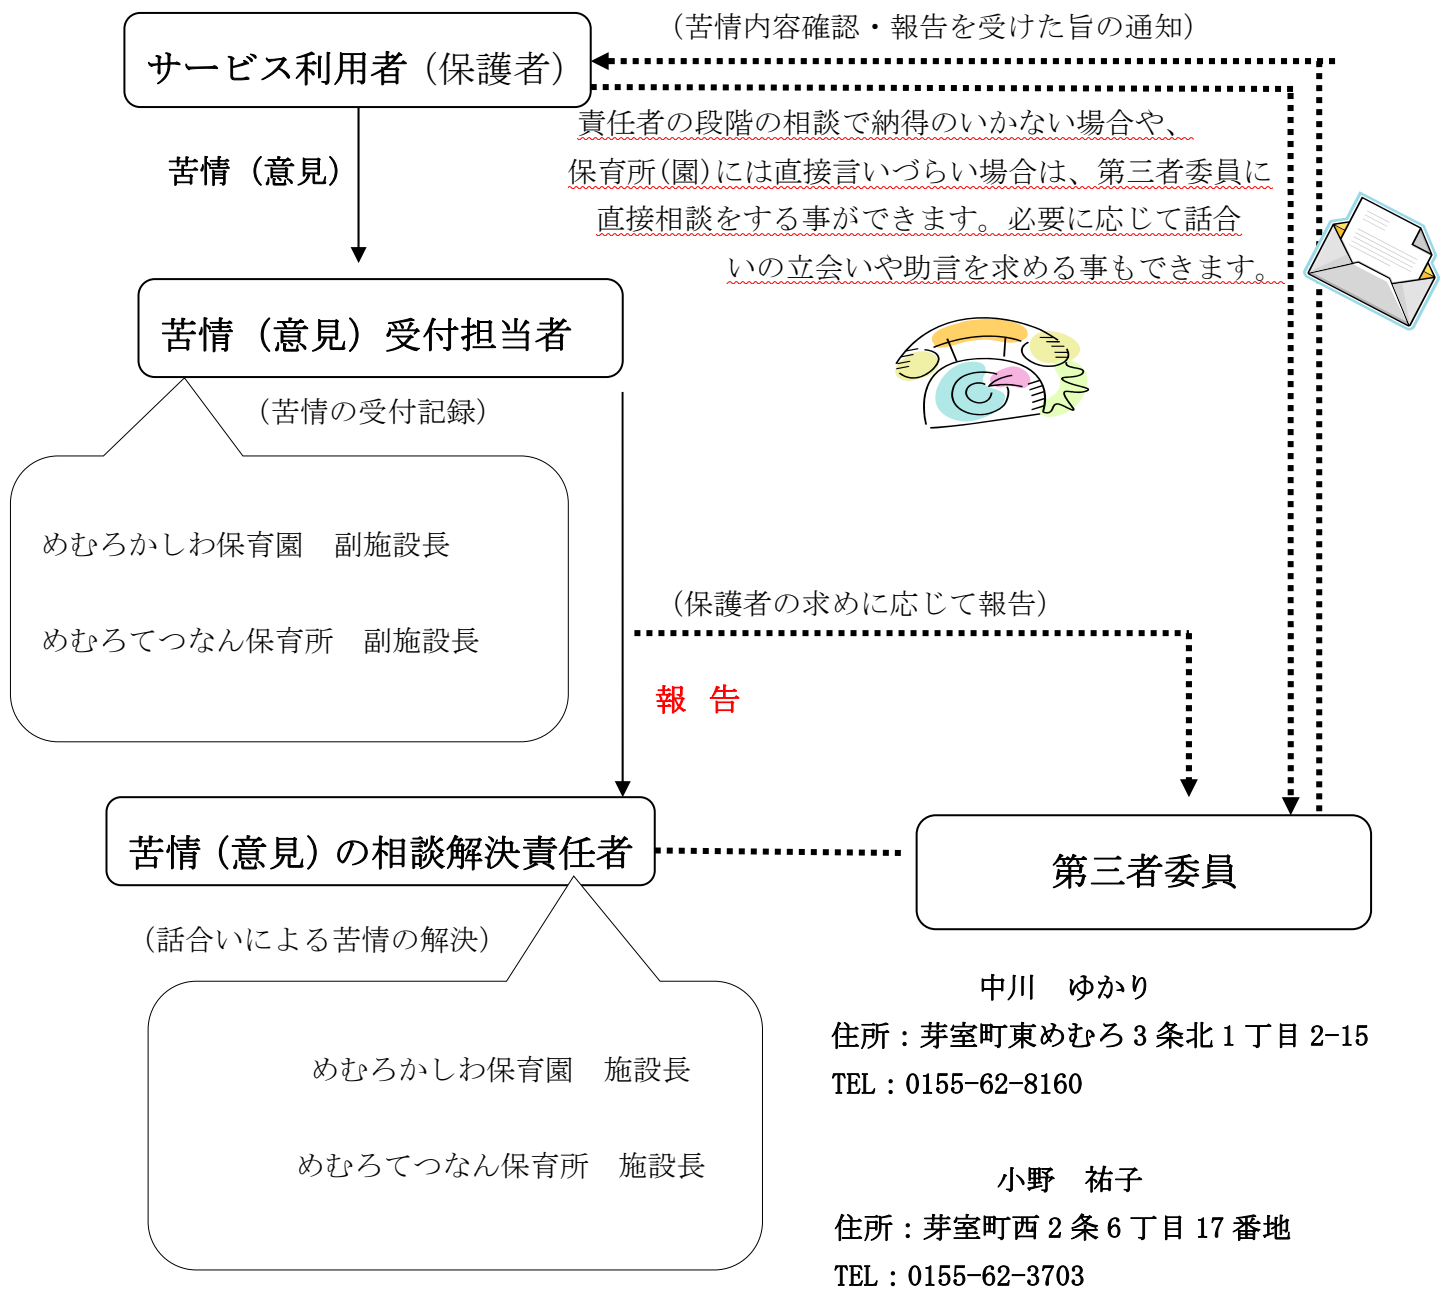 （苦情内容確認・報告を受けた旨の通知）
サービス利用者（保護者）
責任者の段階の相談で納得のいかない場合や、
保育所(園)には直接言いづらい場合は、第三者委員に
直接相談をする事ができます。必要に応じて話合
いの立会いや助言を求める事もできます。
苦情（意見）
苦情（意見）受付担当者
（苦情の受付記録）
めむろかしわ保育園　副施設長
めむろてつなん保育所　副施設長
（保護者の求めに応じて報告）
報　告
苦情（意見）の相談解決責任者
第三者委員
（話合いによる苦情の解決）
めむろかしわ保育園　施設長
めむろてつなん保育所　施設長
中川　ゆかり
住所：芽室町東めむろ3条北1丁目2-15
TEL：0155-62-8160
小野　祐子
住所：芽室町西2条6丁目17番地
TEL：0155-62-3703